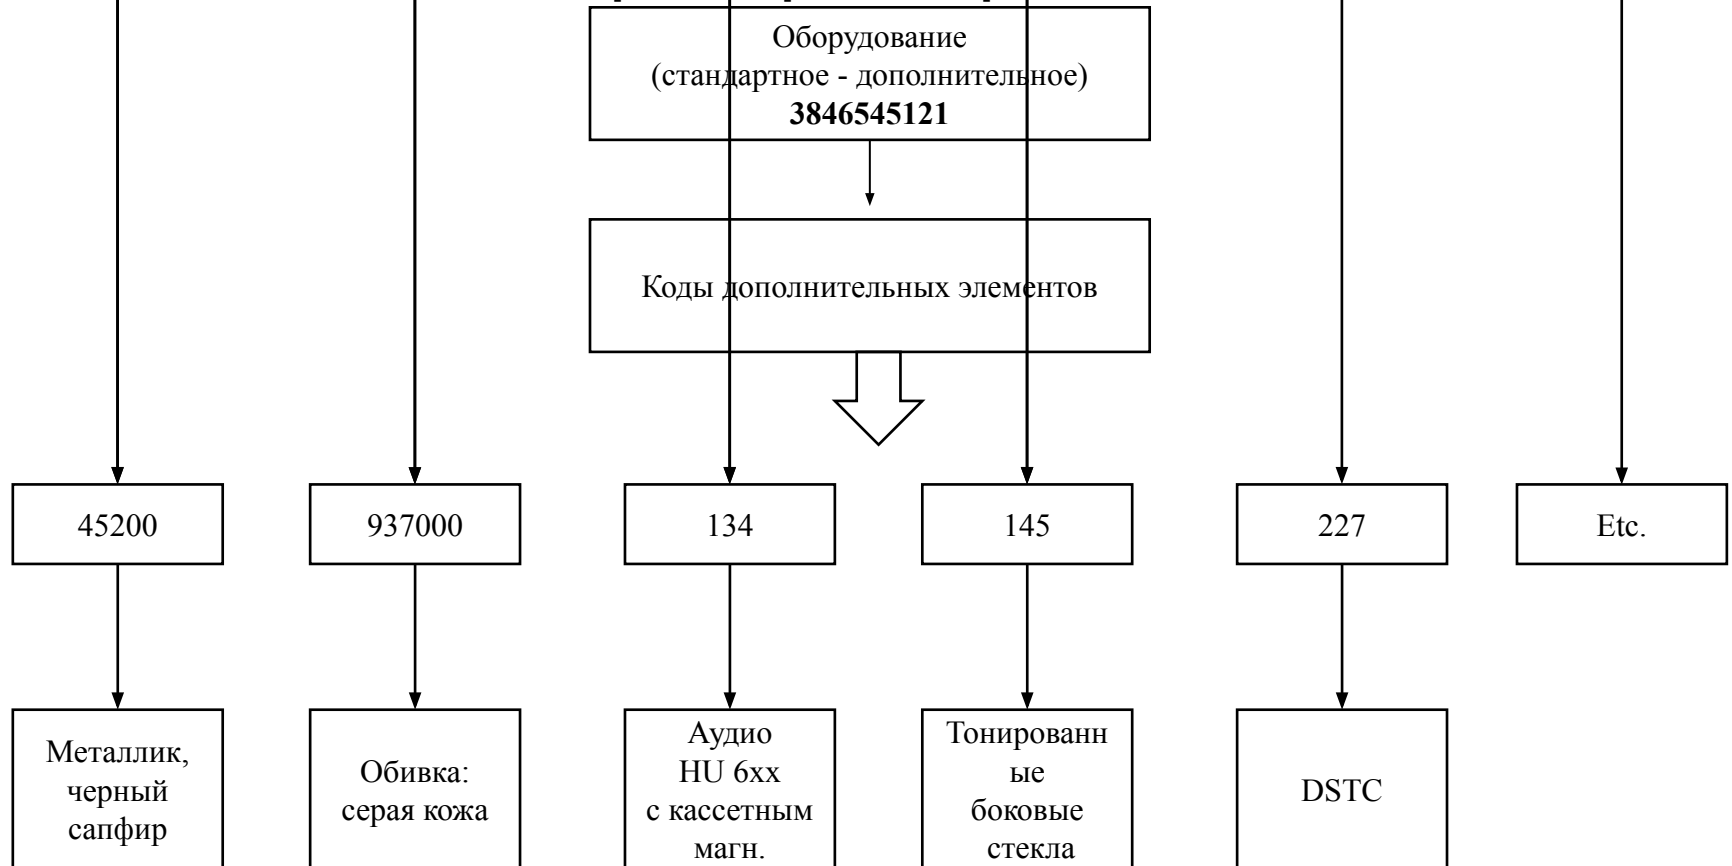 Оборудование
(стандартное - дополнительное)
3846545121
Коды дополнительных элементов
45200
937000
134
145
227
Etc.
Металлик,
черный
сапфир
Обивка:
серая кожа
Аудио
HU 6xx
с кассетным
магн.
Тонированн
ые
боковые
стекла
DSTC